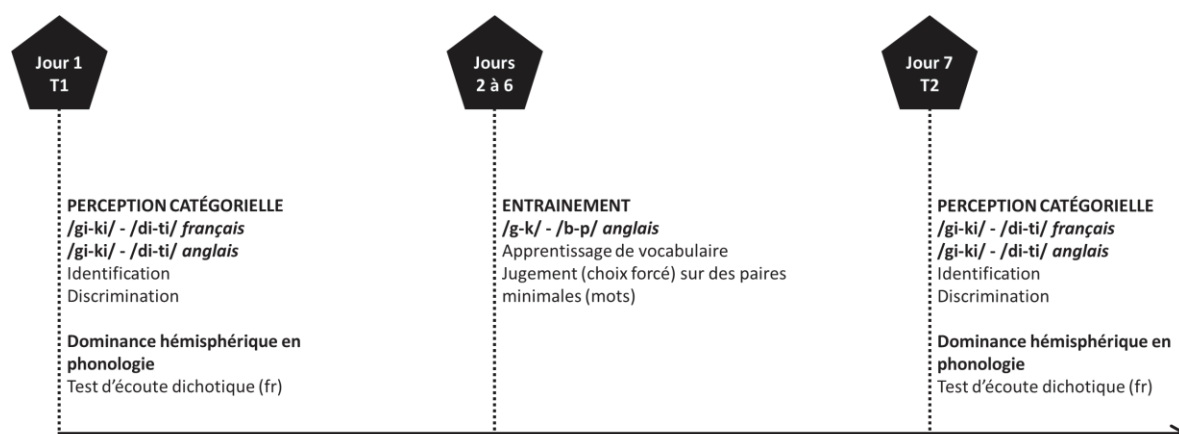 Jour 1
T1
PERCEPTION CATÉGORIELLE
/gi-ki/ - /di-ti/ français
/gi-ki/ - /di-ti/ anglais
Identification
Discrimination
Dominance hémisphérique en
phonologie
Test d'écoute dichotique (fr)
Jours
2 à 6
ENTRAINEMENT
/g-k/ - /b-p/ anglais
Apprentissage de vocabulaire
Jugement (choix forcé) sur des paires
minimales (mots)
Jour 7
T2
PERCEPTION CATÉGORIELLE
/gi-ki/ - /di-ti/ français
/gi-ki/ - /di-ti/ anglais
Identification
Discrimination
Dominance hémisphérique en
phonologie
Test d'écoute dichotique (fr)